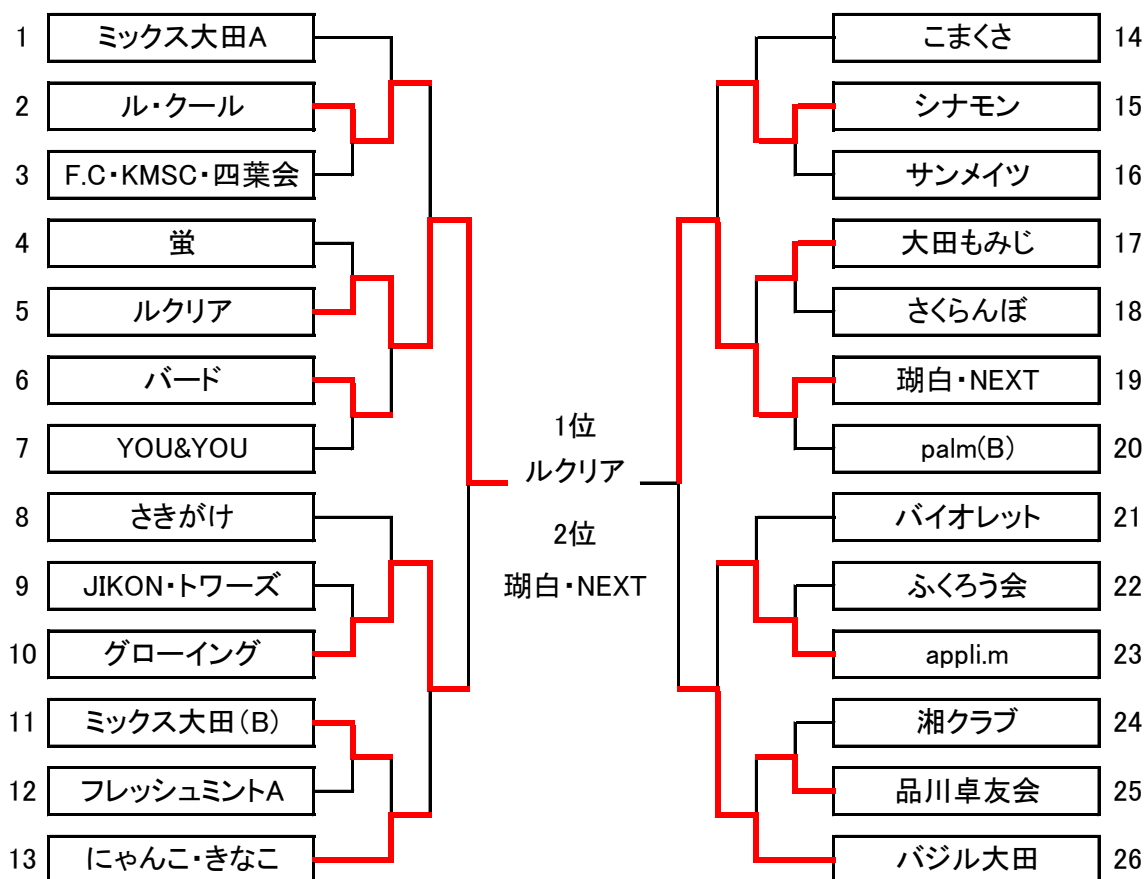 1 ミックス大田A
2 ル・クール
3 F.C・KMSC・四葉会
4 蛍
5 ルクリア
6 バード
7 YOU&YOU
8 さきがけ
9 JIKON・トワーズ
10 グローイング
11 ミックス大田(B)
12 フレッシュミントA
13 にゃんこ・きなこ
1位
ルクリア
2位
瑚白・NEXT
こまくさ 14
シナモン 15
サンメイツ 16
大田もみじ 17
さくらんぼ 18
瑚白・NEXT 19
palm(B) 20
バイオレット 21
ふくろう会 22
appli.m 23
湘クラブ 24
品川卓友会 25
バジル大田 26